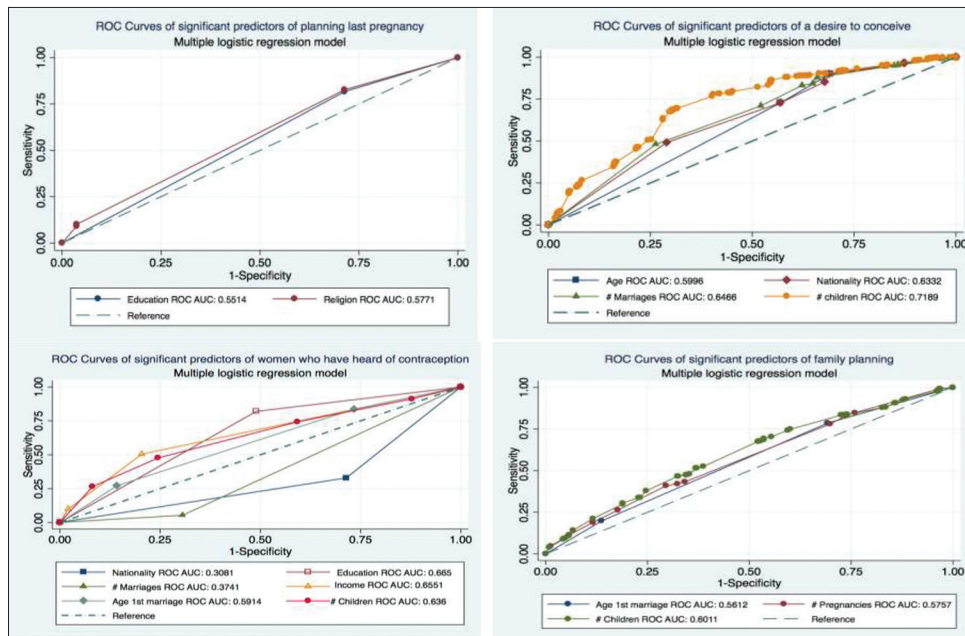 ROC Curves of significant predictors of planning last pregnancy
Multiple logistic regression model
1.00
0.75
0.50
0.25
0.00
Sensitivity
0.00 0.25 0.50 0.75 1.00
1-Specificity
Education ROC AUC: 0.5514 Religion ROC AUC: 0.5771
Reference
ROC Curves of significant predictors of a desire to conceive
Multiple logistic regression model
1.00
0.75
0.50
0.25
0.00
Sensitivity
0.00 0.25 0.50 0.75 1.00
1-Specificity
Age ROC AUC: 0.5996 Nationality ROC AUC: 0.6332
# Marriages ROC AUC: 0.6466 # children ROC AUC: 0.7189
Reference
ROC Curves of significant predictors of women who have heard of contraception
Multiple logistic regression model
1.00
0.75
0.50
0.25
0.00
Sensitivity
0.00 0.25 0.50 0.75 1.00
1-Specificity
Nationality ROC AUC: 0.3081 Education ROC AUC: 0.665
# Marriages ROC AUC: 0.3741 Income ROC AUC: 0.6551
Age 1st marriage ROC AUC: 0.5914 # Children ROC AUC: 0.636
Reference
ROC Curves of significant predictors of family planning
Multiple logistic regression model
1.00
0.75
0.50
0.25
0.00
Sensitivity
0.00 0.25 0.50 0.75 1.00
1-Specificity
Age 1st marriage ROC AUC: 0.5612 # Pregnancies ROC AUC: 0.5757
# Children ROC AUC: 0.6011 Reference